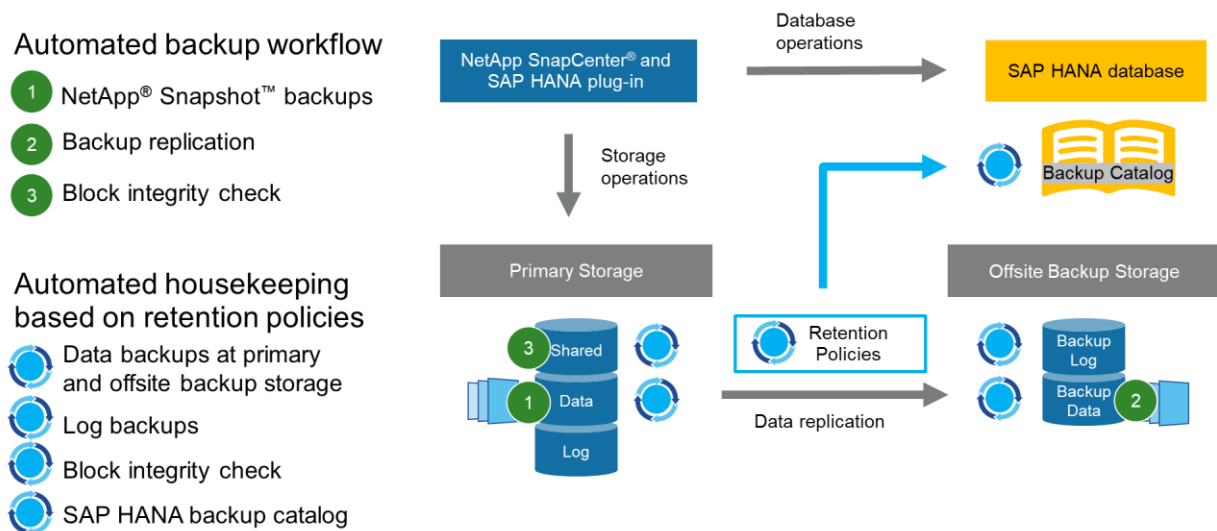 Automated backup workflow
1
NetApp® Snapshot™ backups
2
Backup replication
3
Block integrity check
Automated housekeeping
based on retention policies
Data backups at primary
and offsite backup storage
Log backups
Block integrity check
SAP HANA backup catalog
NetApp SnapCenter® and
SAP HANA plug-in
Database
operations
SAP HANA database
Storage
operations
Backup Catalog
Primary Storage
Offsite Backup Storage
3
Shared
1
Data
Log
Retention
Policies
Data replication
Backup
Log
Backup
Data
2